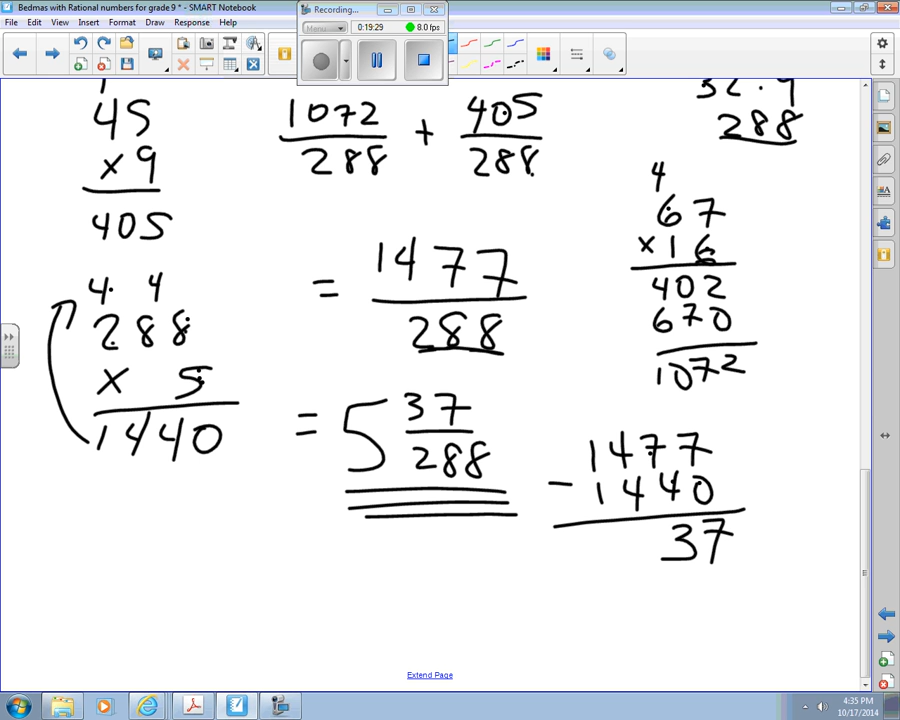 Bedmas with Rational numbers for grade 9 * - SMART Notebook
Recording...
File Edit View Insert Format Draw Response Help
Menu 0:19:29 8.0 fps
45
x 9
405
1072/288 + 405/288
288
4
67
x 16
402
670
1072
= 1477/288
4 4
288
x 5
1440
= 5 37/288
1477
- 1440
37
Extend Page
4:35 PM
10/17/2014